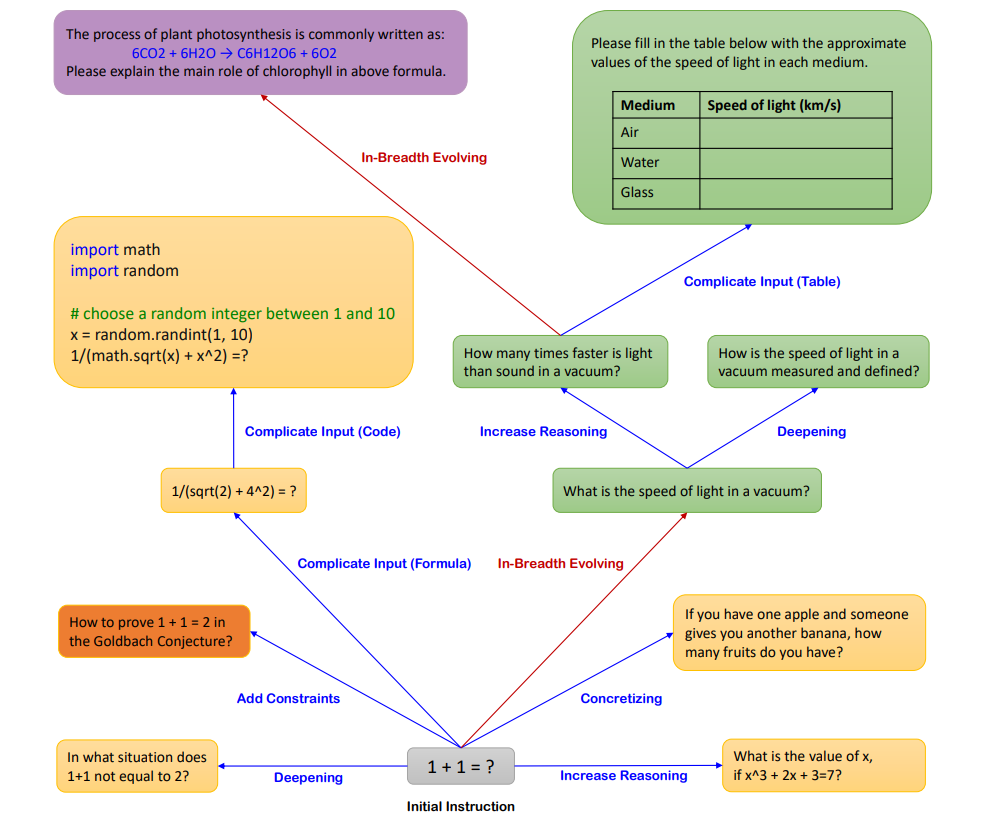 The process of plant photosynthesis is commonly written as:
6CO2 + 6H2O → C6H12O6 + 6O2
Please explain the main role of chlorophyll in above formula.
Please fill in the table below with the approximate
values of the speed of light in each medium.
Medium Speed of light (km/s)
Air
Water
Glass
In-Breadth Evolving
Complicate Input (Table)
import math
import random
# choose a random integer between 1 and 10
x = random.randint(1, 10)
1/(math.sqrt(x) + x^2) =?
How many times faster is light
than sound in a vacuum?
How is the speed of light in a
vacuum measured and defined?
Complicate Input (Code)
Increase Reasoning
Deepening
1/(sqrt(2) + 4^2) = ?
What is the speed of light in a vacuum?
Complicate Input (Formula)
In-Breadth Evolving
How to prove 1 + 1 = 2 in
the Goldbach Conjecture?
If you have one apple and someone
gives you another banana, how
many fruits do you have?
Add Constraints
Concretizing
In what situation does
1+1 not equal to 2?
Deepening
1 + 1 = ?
Increase Reasoning
What is the value of x,
if x^3 + 2x + 3=7?
Initial Instruction